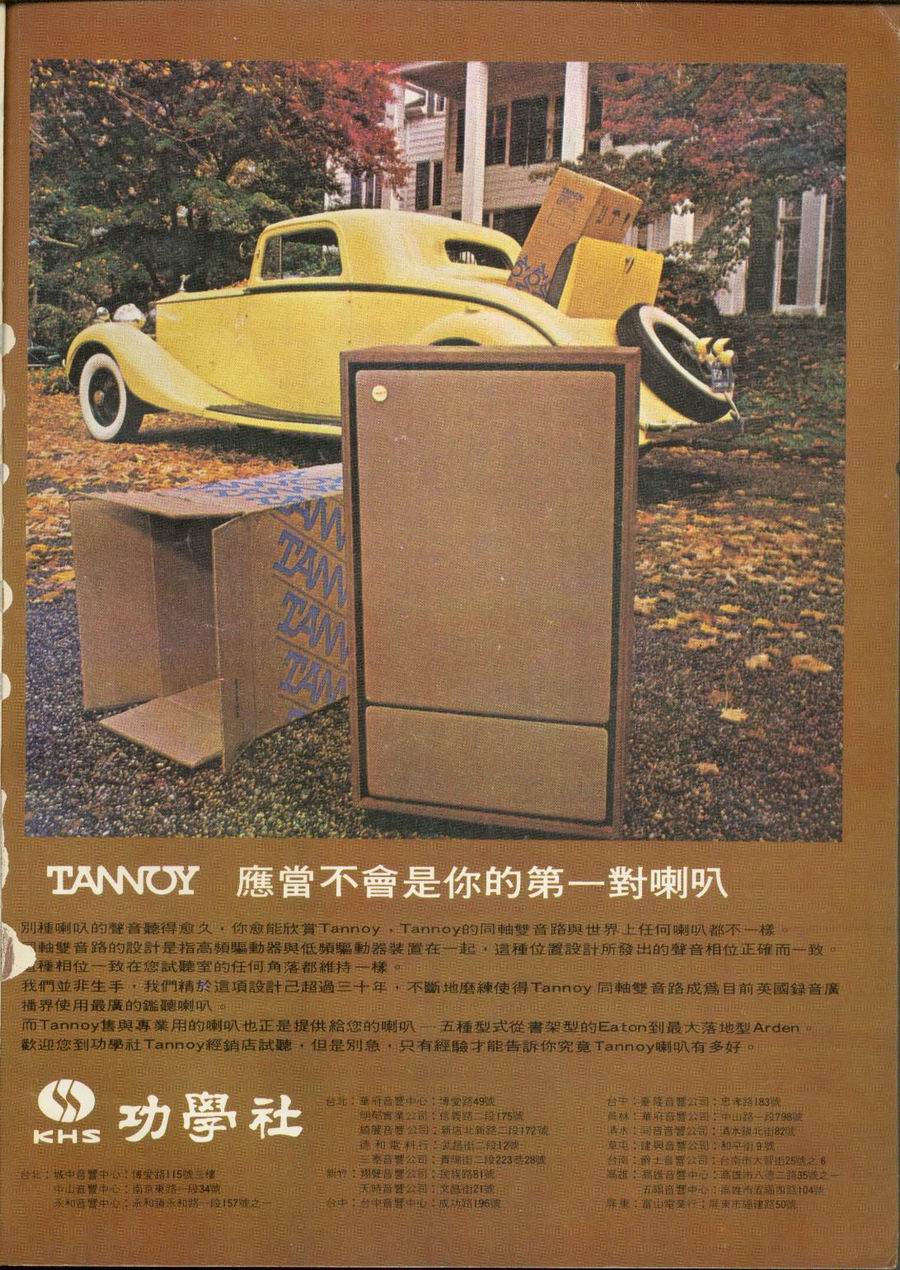 TANNOY
TANN
TANN
TANN
TANN
TANNOY 應當不會是你的第一對喇叭
別種喇叭的聲音聽得愈久，你愈能欣賞Tannoy，Tannoy的同軸雙音路與世界上任何喇叭都不一樣。
軸雙音路的設計是指高頻驅動器與低頻驅動器裝置在一起，這種位置設計所發出的聲音相位正確而一致。
種相位一致在您試聽室的任何角落都維持一樣。
我們並非生手，我們精於這項設計己超過三十年，不斷地磨練使得Tannoy 同軸雙音路成爲目前英國録音廣
播界使用最廣的鑑聽喇叭。
而Tannoy售與專業用的喇叭也正是提供給您的喇叭—五種型式從書架型的Eaton到最大落地型Arden。
歡迎您到功學社Tannoy經銷店試聽，但是別急，只有經驗才能告訴你究竟Tannoy喇叭有多好。
KHS 功學社
台北：城中音響中心：博愛路115號三樓
中山音響中心：南京東路一段34號
永和音響中心：永和鎮永和路一段157號之一
台北：華府音響中心：博愛路49號
明郁實業公司：信義路二段175號
綺麗音響公司：新店北新路二段172號
德和電料行：武昌街二段12號
三泰音響公司：貴陽街二段223巷28號
新竹：翔聲音響公司：民族路81號
天時音響公司：文昌街21號
台中：台中音響中心：成功路196號
台中：臺隆音響公司：忠孝路183號
員林：華府音響中心：中山路一段798號
清水：尚音音響公司：清水鎮北街82號
草屯：建興音響公司：和平街9號
台南：爵士音響公司：台南市大智街25號之6
高雄：高雄音響中心：高雄市八德二路35號之一
五福音響中心：高雄市五福四路104號
屏東：富山電業行：屏東市福建路50號